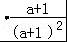 · a+1
(a+1)²